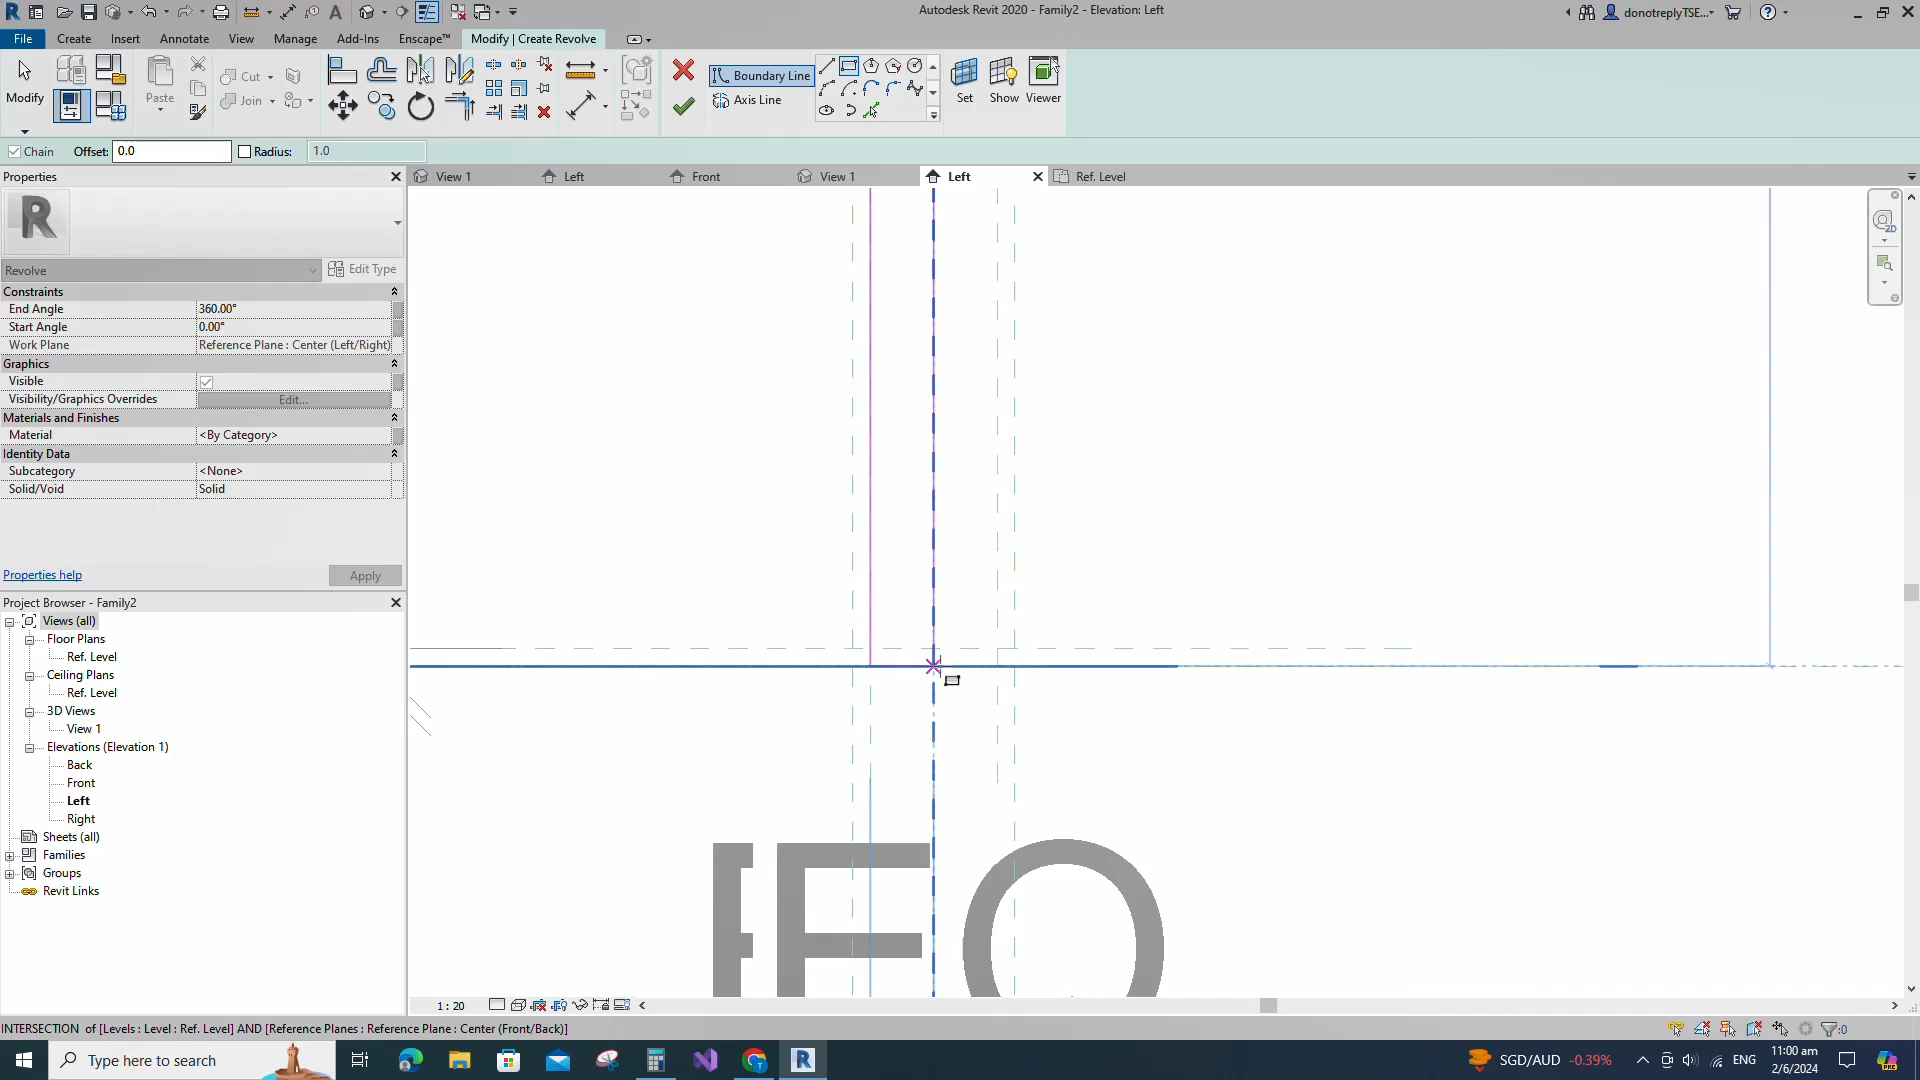 Autodesk Revit 2020 - Family2 - Elevation: Left
donotreplyTSE...
File
Create
Insert
Annotate
View
Manage
Add-Ins
Enscape™
Modify | Create Revolve
Modify
Paste
Cut
Join
Boundary Line
Axis Line
Set
Show
Viewer
Chain
Offset:
0.0
Radius:
1.0
Properties
View 1
Left
Front
View 1
Left
Ref. Level
Revolve
Edit Type
Constraints
End Angle
360.00°
Start Angle
0.00°
Work Plane
Reference Plane : Center (Left/Right)
Graphics
Visible
Visibility/Graphics Overrides
Edit...
Materials and Finishes
Material
<By Category>
Identity Data
Subcategory
<None>
Solid/Void
Solid
Properties help
Apply
Project Browser - Family2
Views (all)
Floor Plans
Ref. Level
Ceiling Plans
Ref. Level
3D Views
View 1
Elevations (Elevation 1)
Back
Front
Left
Right
Sheets (all)
Families
Groups
Revit Links
1 : 20
INTERSECTION of [Levels : Level : Ref. Level] AND [Reference Planes : Reference Plane : Center (Front/Back)]
:0
Type here to search
SGD/AUD -0.39%
ENG
11:00 am
2/6/2024